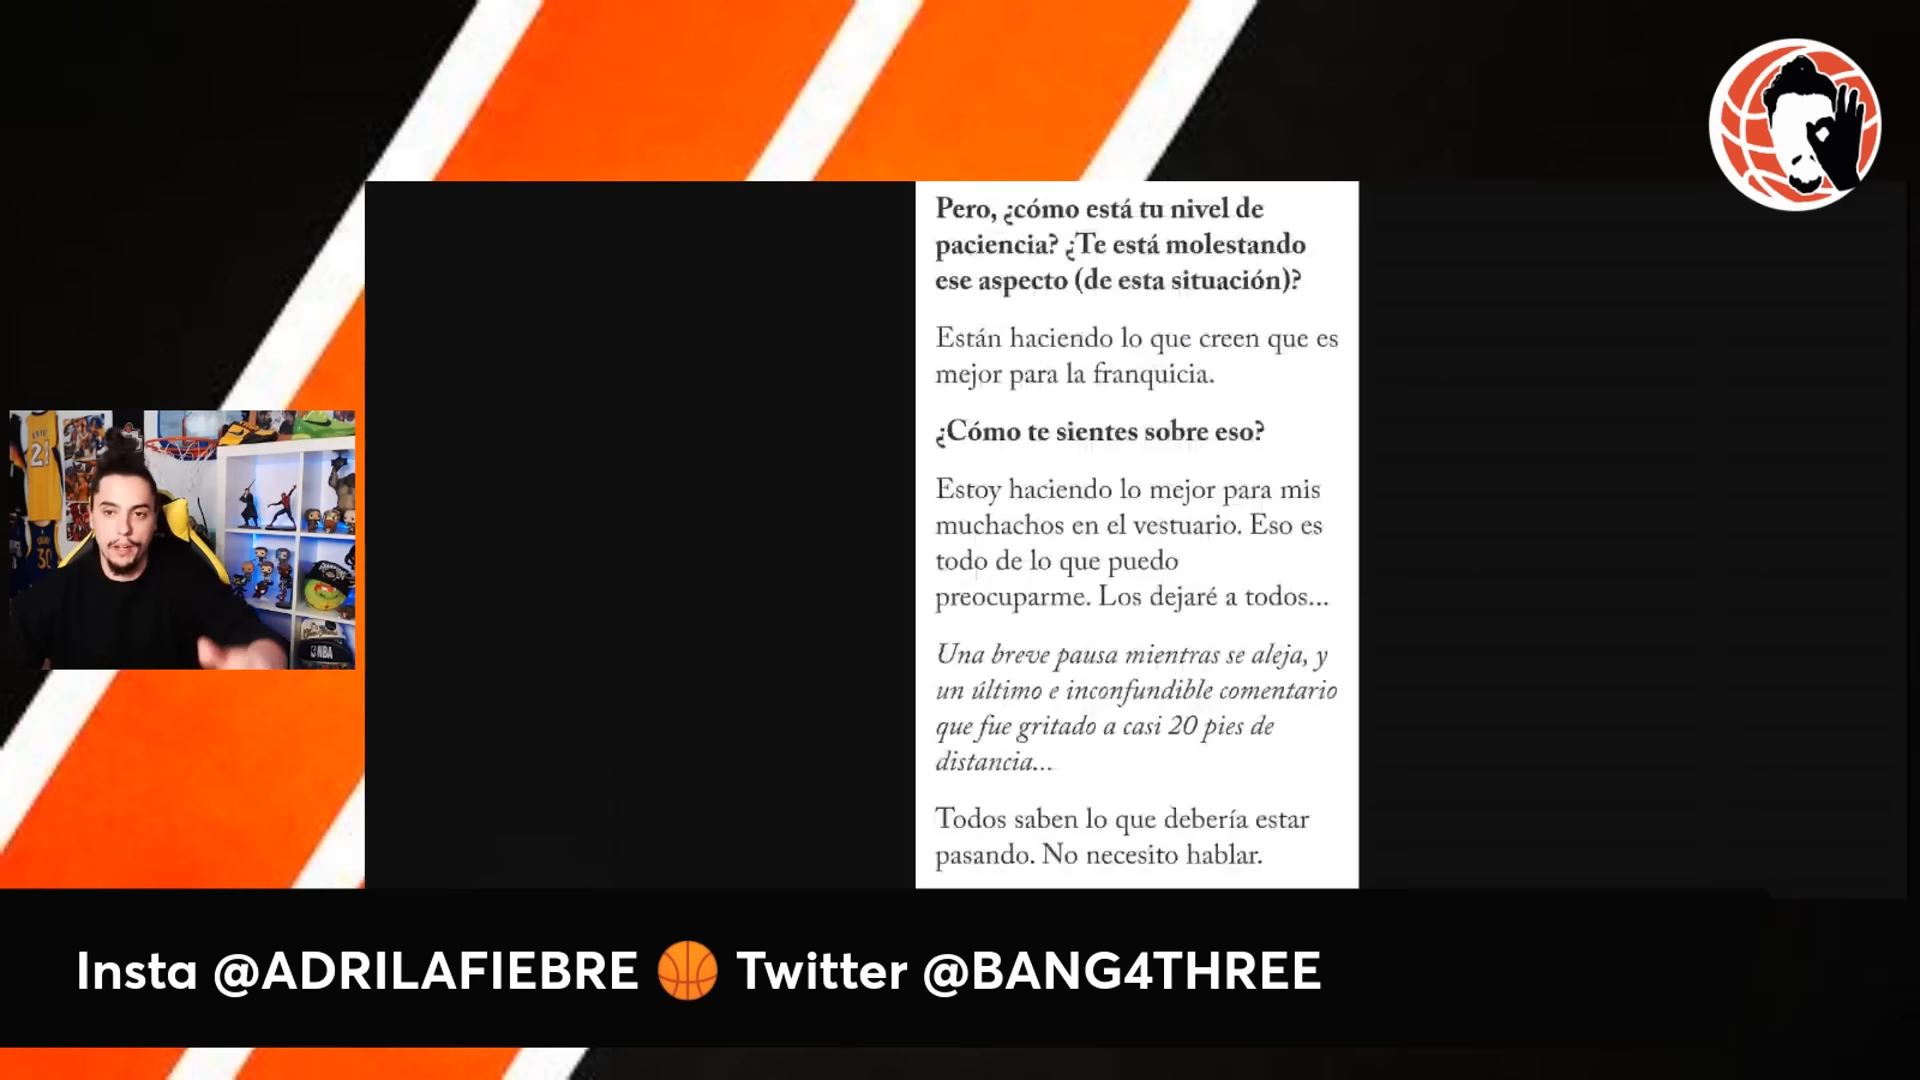 Pero, ¿cómo está tu nivel de
paciencia? ¿Te está molestando
ese aspecto (de esta situación)?
Están haciendo lo que creen que es
mejor para la franquicia.
¿Cómo te sientes sobre eso?
Estoy haciendo lo mejor para mis
muchachos en el vestuario. Eso es
todo de lo que puedo
preocuparme. Los dejaré a todos...
Una breve pausa mientras se aleja, y
un último e inconfundible comentario
que fue gritado a casi 20 pies de
distancia...
Todos saben lo que debería estar
pasando. No necesito hablar.
30
NBA
Insta @ADRILAFIEBRE 🏀 Twitter @BANG4THREE